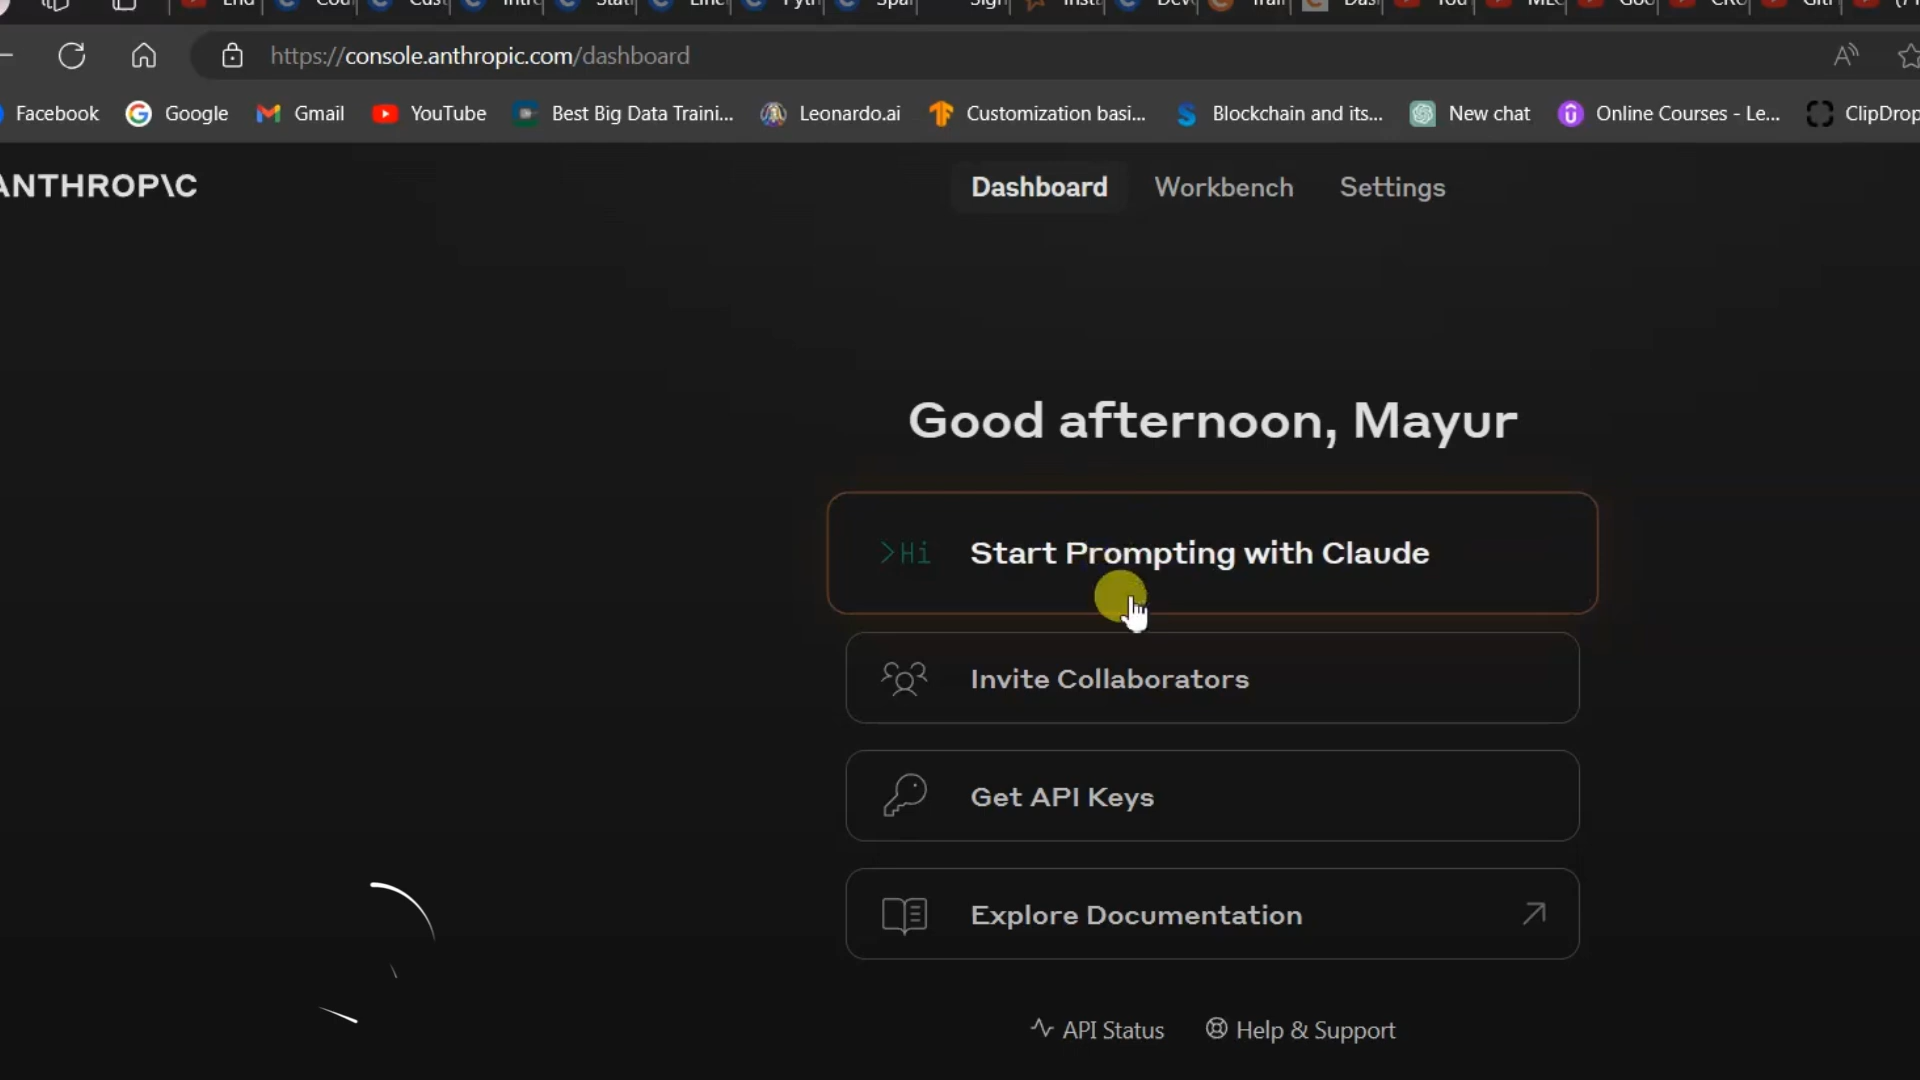 https://console.anthropic.com/dashboard
Facebook Google Gmail YouTube Best Big Data Traini... Leonardo.ai Customization basi... Blockchain and its... New chat Online Courses - Le... ClipDrop
ANTHROP\C Dashboard Workbench Settings
Good afternoon, Mayur
>Hi Start Prompting with Claude
Invite Collaborators
Get API Keys
Explore Documentation
API Status Help & Support